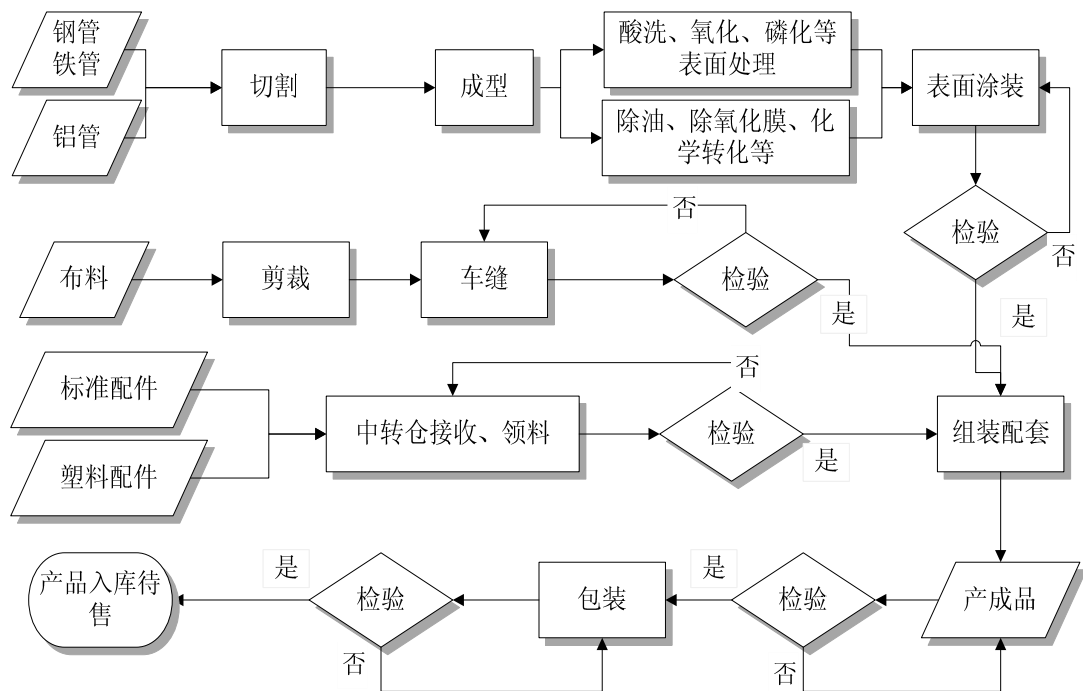 钢管
铁管
切割
成型
酸洗、氧化、磷化等
表面处理
表面涂装
铝管
除油、除氧化膜、化
学转化等
否
检验
否
布料
剪裁
车缝
检验
是
是
标准配件
否
中转仓接收、领料
检验
组装配套
是
塑料配件
是
是
产品入库待
售
检验
包装
检验
产成品
否
否